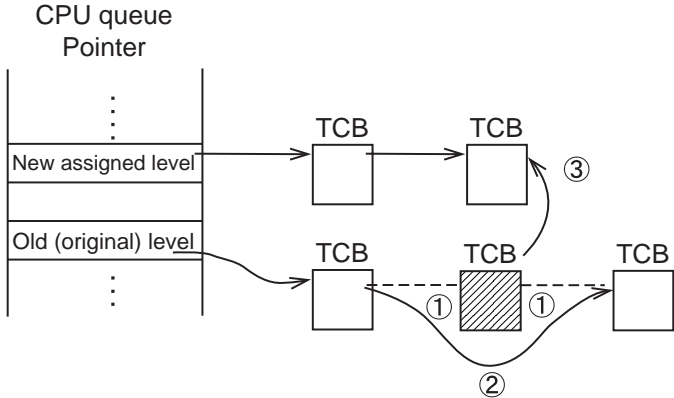 CPU queue
Pointer
TCB
TCB
New assigned level
③
Old (original) level
TCB
TCB
TCB
①
①
②